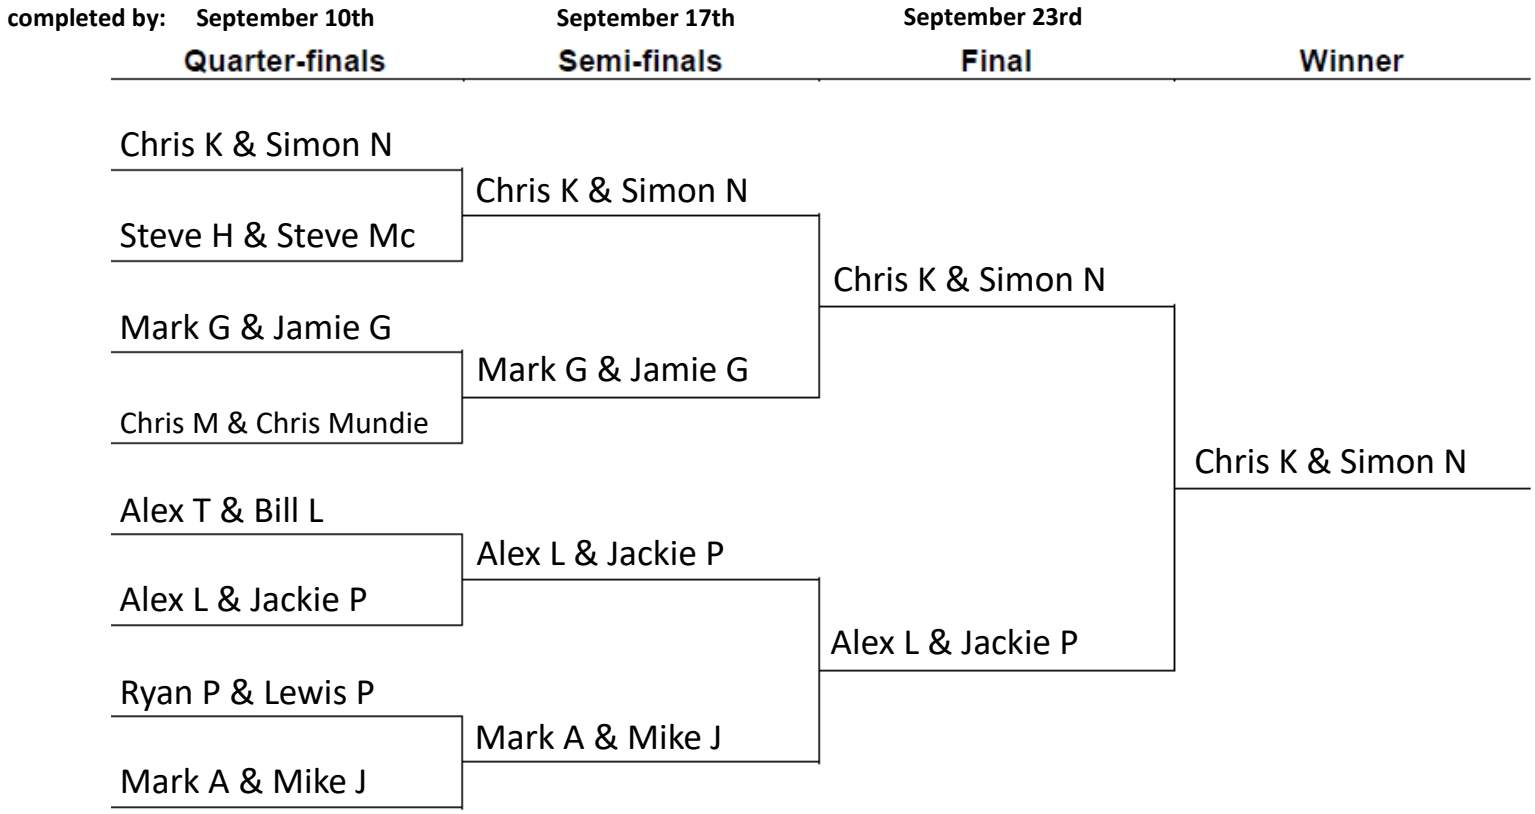 completed by: September 10th September 17th September 23rd
Quarter-finals Semi-finals Final Winner
Chris K & Simon N
Steve H & Steve Mc
Mark G & Jamie G
Chris M & Chris Mundie
Alex T & Bill L
Alex L & Jackie P
Ryan P & Lewis P
Mark A & Mike J
Chris K & Simon N
Mark G & Jamie G
Alex L & Jackie P
Mark A & Mike J
Chris K & Simon N
Alex L & Jackie P
Chris K & Simon N